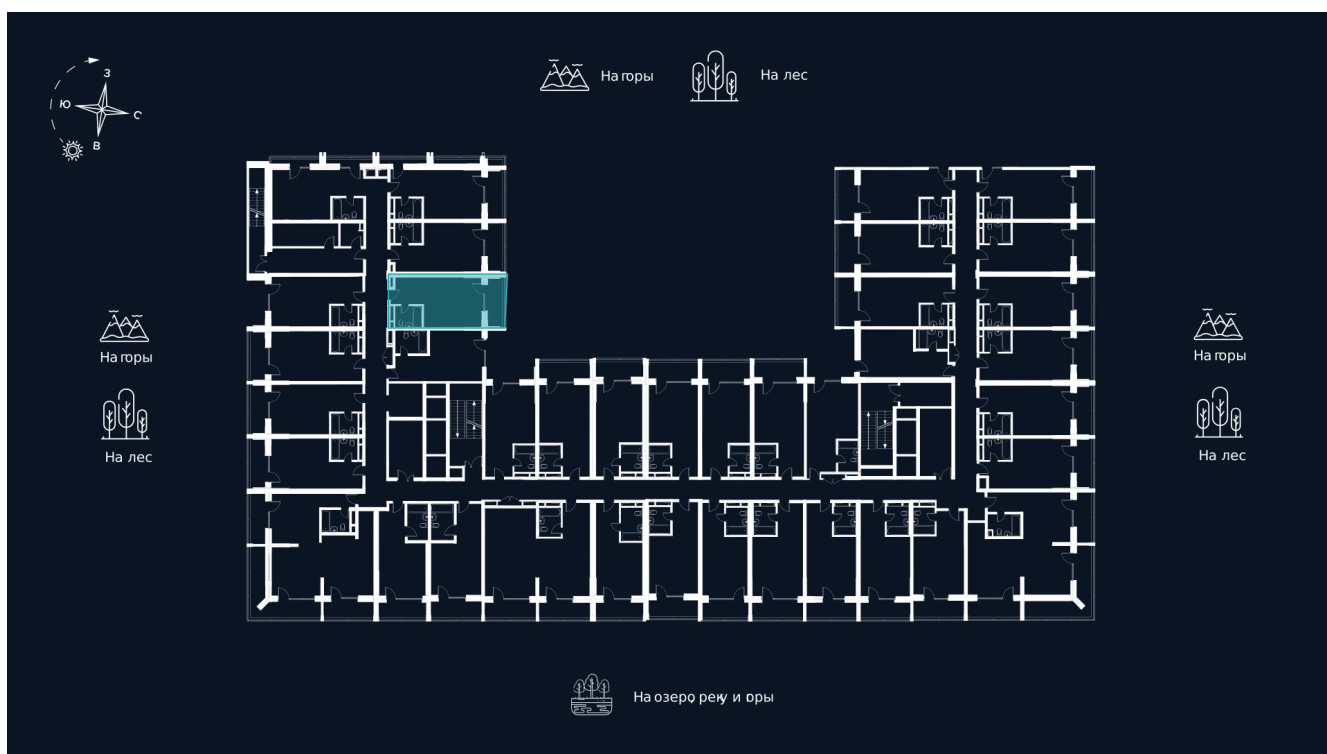 На горы
На лес
З
Ю
С
В
На горы
На лес
На горы
На лес
На озеро, реку и горы